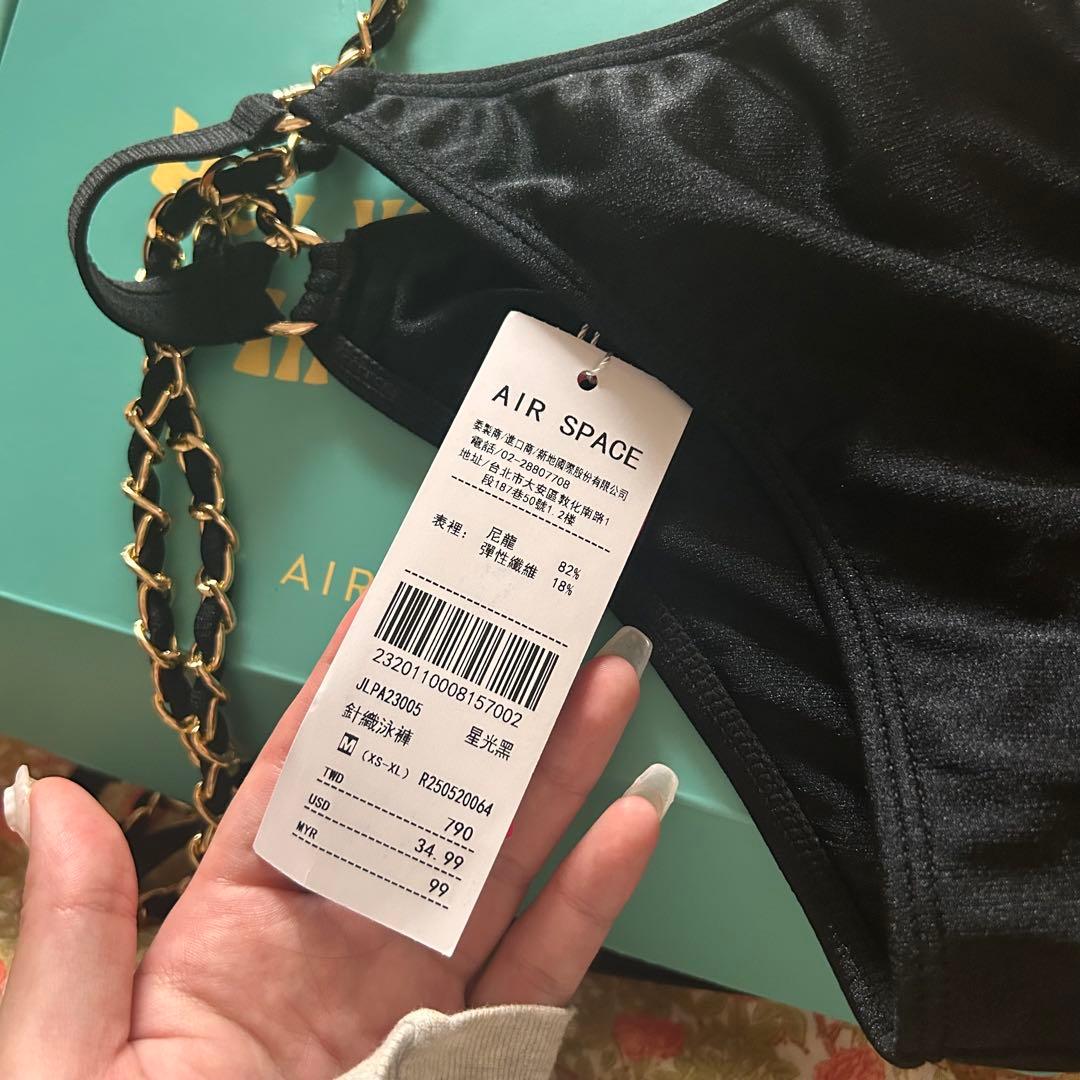 AIR SPACE
委製商/進口商/新地國際股份有限公司
電話/02-28807708
地址/台北市大安區敦化南路1
段187巷50號1.2樓
表裡: 尼龍 82%
彈性纖維 18%
2320110008157002
JLPA23005
針織泳褲 星光黑
M (XS-XL) R250520064
TWD 790
USD 34.99
MYR 99
AIR